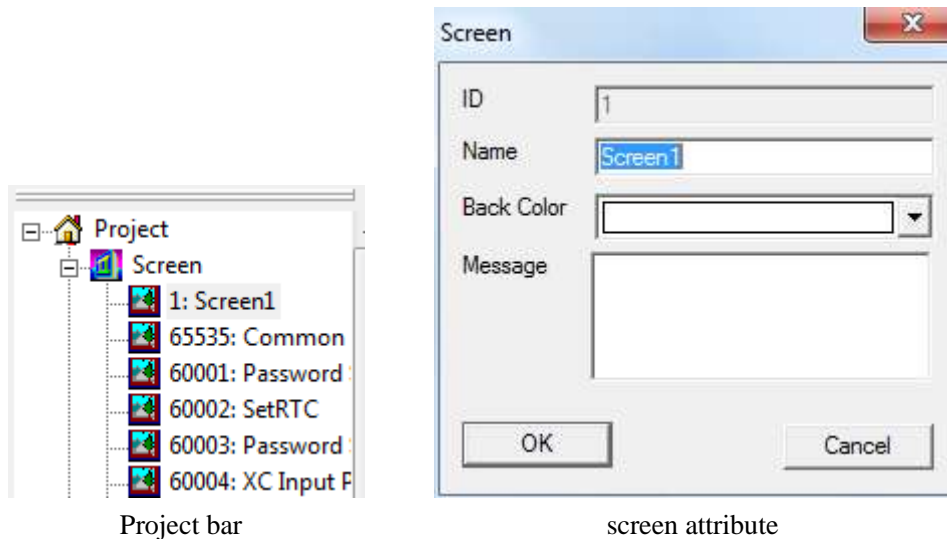 Project
Screen
1: Screen1
65535: Common
60001: Password
60002: SetRTC
60003: Password
60004: XC Input P
Project bar
Screen
ID
1
Name
Screen1
Back Color
Message
OK
Cancel
screen attribute